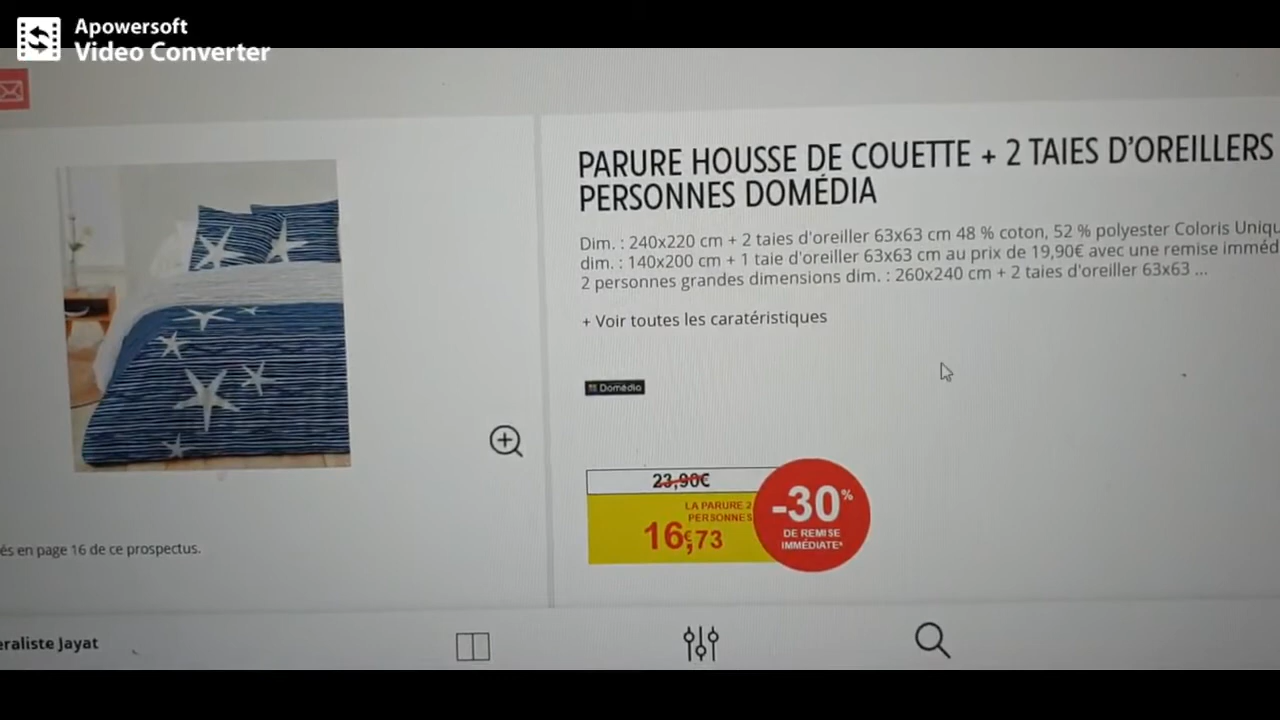 Apowersoft
Video Converter
PARURE HOUSSE DE COUETTE + 2 TAIES D'OREILLERS
PERSONNES DOMÉDIA
Dim. : 240x220 cm + 2 taies d'oreiller 63x63 cm 48 % coton, 52 % polyester Coloris Uniqu
dim. : 140x200 cm + 1 taie d'oreiller 63x63 cm au prix de 19,90€ avec une remise imméd
2 personnes grandes dimensions dim. : 260x240 cm + 2 taies d'oreiller 63x63 ...
+ Voir toutes les caratéristiques
Domédia
23,90€
LA PARURE 2
PERSONNES
16€,73
-30%
DE REMISE
IMMÉDIATE*
és en page 16 de ce prospectus.
eraliste Jayat